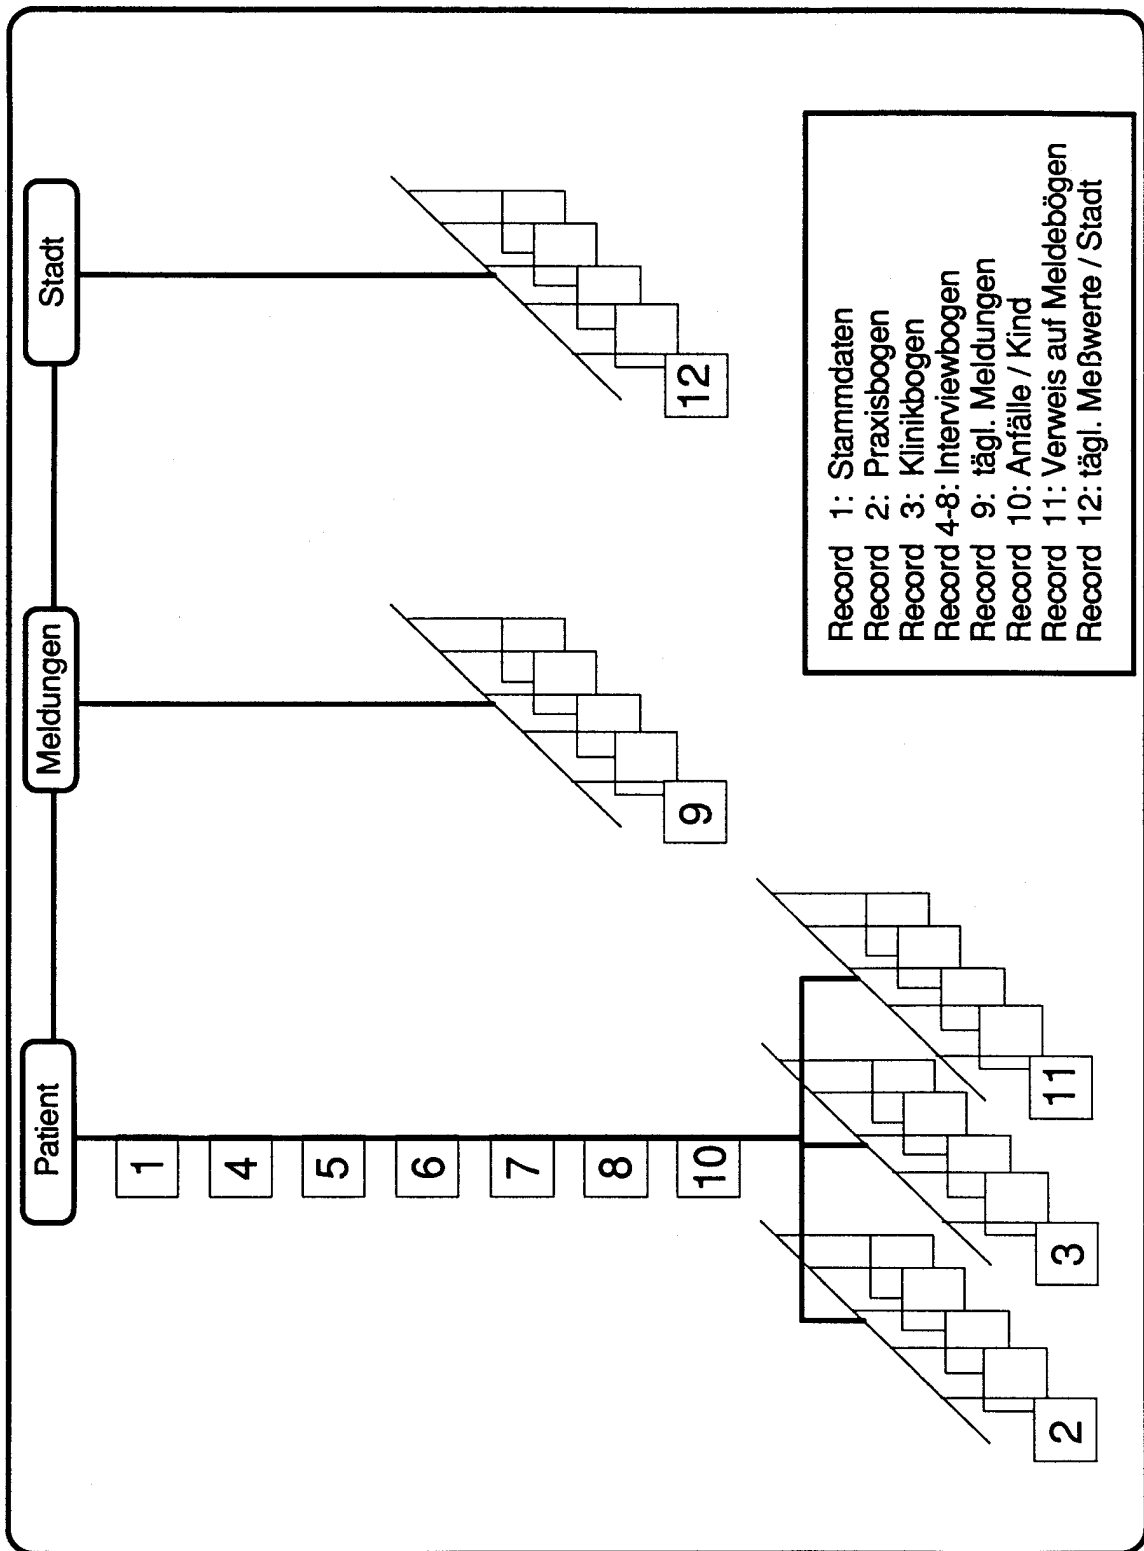 Patient
Meldungen
Stadt
1
4
5
6
7
8
10
2
3
11
9
12
Record 1: Stammdaten
Record 2: Praxisbogen
Record 3: Klinikbogen
Record 4-8: Interviewbogen
Record 9: tägl. Meldungen
Record 10: Anfälle / Kind
Record 11: Verweis auf Meldebögen
Record 12: tägl. Meßwerte / Stadt